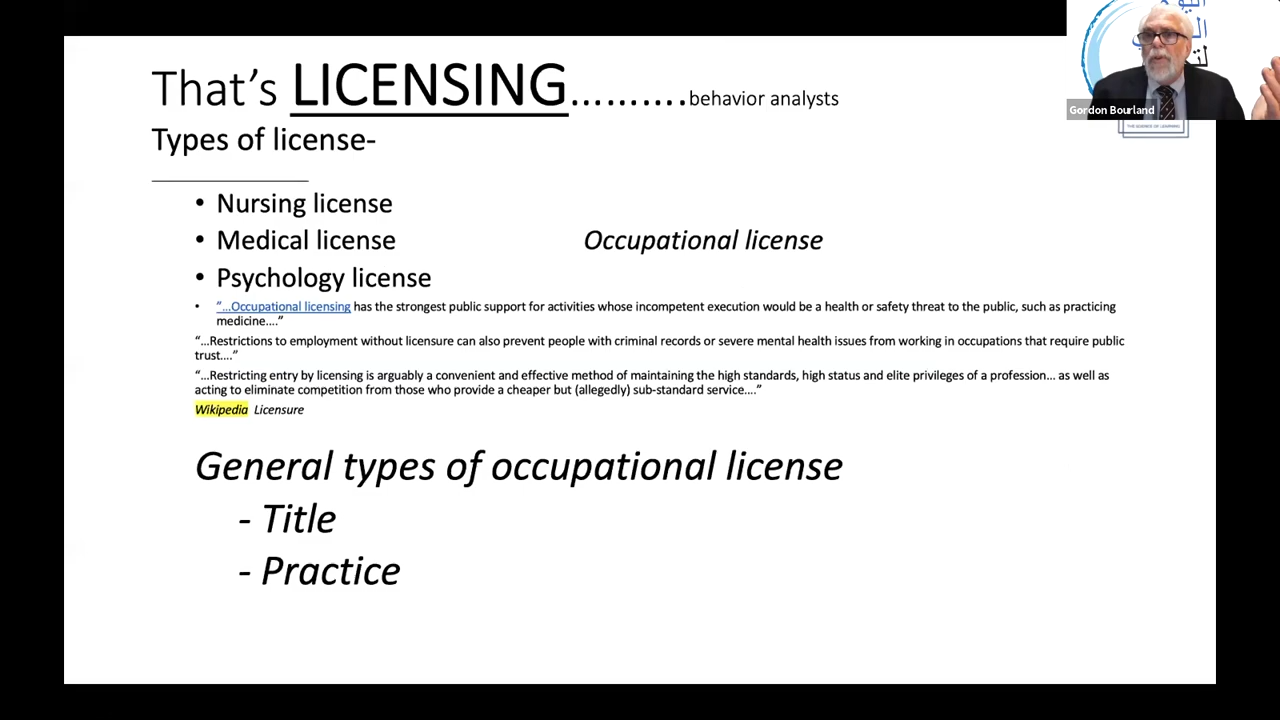 That’s LICENSING……….behavior analysts
Types of license-
• Nursing license
• Medical license
Occupational license
• Psychology license
• “…Occupational licensing has the strongest public support for activities whose incompetent execution would be a health or safety threat to the public, such as practicing
medicine….”
“…Restrictions to employment without licensure can also prevent people with criminal records or severe mental health issues from working in occupations that require public
trust….”
“…Restricting entry by licensing is arguably a convenient and effective method of maintaining the high standards, high status and elite privileges of a profession… as well as
acting to eliminate competition from those who provide a cheaper but (allegedly) sub-standard service….”
Wikipedia Licensure
General types of occupational license
- Title
- Practice
Gordon Bourland
THE SCIENCE OF LEARNING